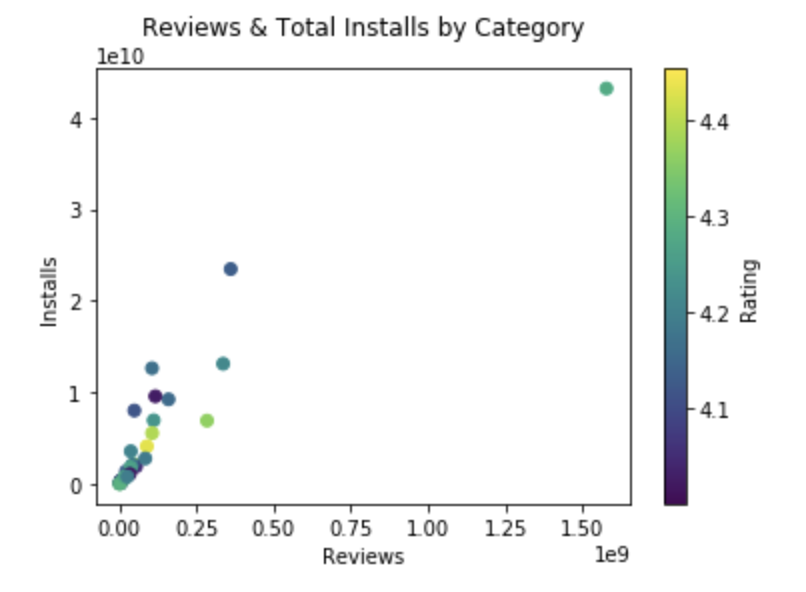 Reviews & Total Installs by Category
1e10
4
3
2
1
0
Installs
0.00 0.25 0.50 0.75 1.00 1.25 1.50
1e9
Reviews
4.4
4.3
4.2
4.1
Rating